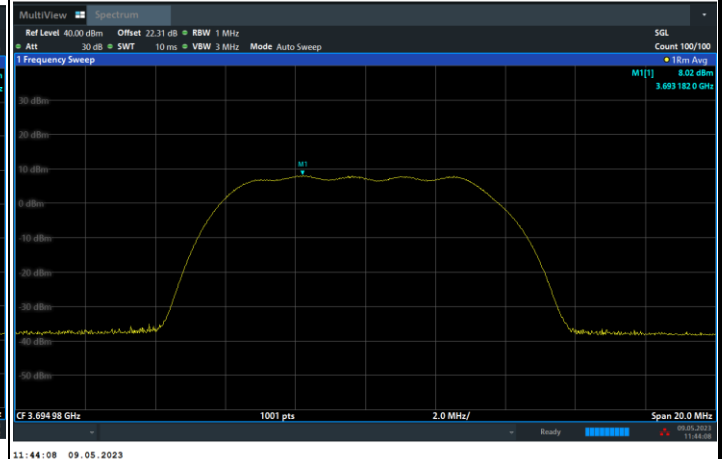 MultiView Spectrum
Ref Level 40.00 dBm Offset 22.31 dB RBW 1 MHz SGL
Att 30 dB SWT 10 ms VBW 3 MHz Mode Auto Sweep Count 100/100
1 Frequency Sweep 1Rm Avg
M1[1] 8.02 dBm
3.693 182 0 GHz
30 dBm
20 dBm
M1
10 dBm
0 dBm
-10 dBm
-20 dBm
-30 dBm
-40 dBm
-50 dBm
CF 3.694 98 GHz 1001 pts 2.0 MHz/ Span 20.0 MHz
Ready 09.05.2023
11:44:08
11:44:08 09.05.2023